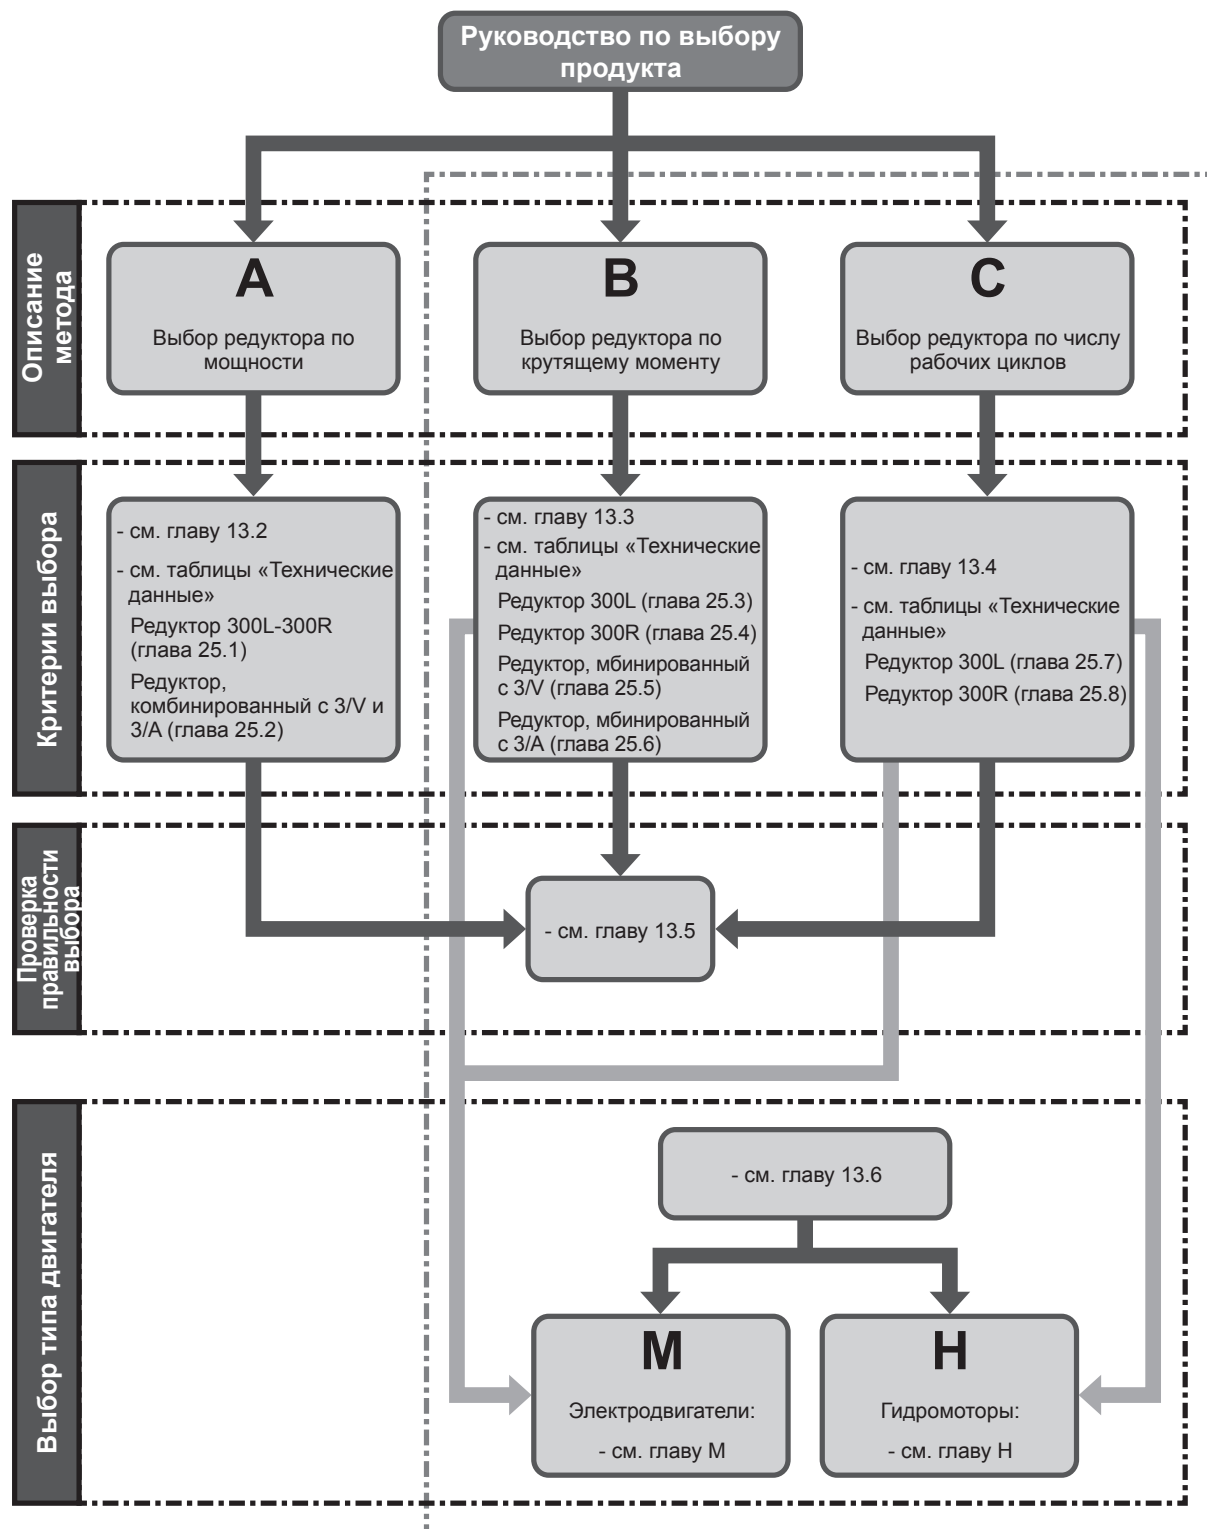 Руководство по выбору
продукта
Описание
метода
A
Выбор редуктора по
мощности
B
Выбор редуктора по
крутящему моменту
C
Выбор редуктора по числу
рабочих циклов
Критерии выбора
- см. главу 13.2
- см. таблицы «Технические
данные»
Редуктор 300L-300R
(глава 25.1)
Редуктор,
комбинированный с 3/V и
3/A (глава 25.2)
- см. главу 13.3
- см. таблицы «Технические
данные»
Редуктор 300L (глава 25.3)
Редуктор 300R (глава 25.4)
Редуктор, мбинированный
с 3/V (глава 25.5)
Редуктор, мбинированный
с 3/A (глава 25.6)
- см. главу 13.4
- см. таблицы «Технические
данные»
Редуктор 300L (глава 25.7)
Редуктор 300R (глава 25.8)
Проверка
правильности
выбора
- см. главу 13.5
Выбор типа двигателя
- см. главу 13.6
M
Электродвигатели:
- см. главу M
H
Гидромоторы:
- см. главу H